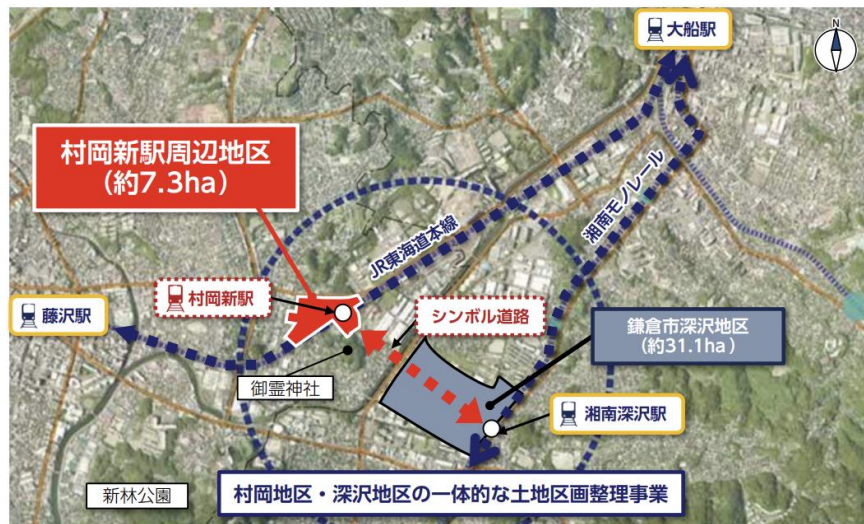 大船駅
N
村岡新駅周辺地区
(約7.3ha)
JR東海道本線
湘南モノレール
村岡新駅
藤沢駅
シンボル道路
鎌倉市深沢地区
(約31.1ha)
御霊神社
湘南深沢駅
新林公園
村岡地区・深沢地区の一体的な土地区画整理事業